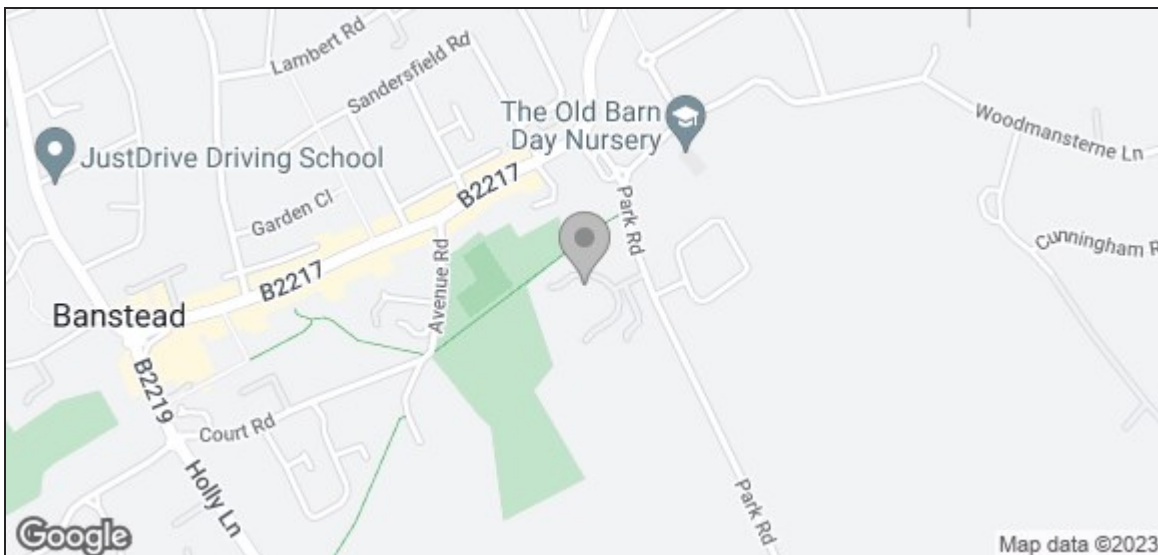 Lambert Rd
Sandersfield Rd
The Old Barn
Day Nursery
Woodmansterne Ln
JustDrive Driving School
B2217
Garden Cl
Park Rd
Cunningham R
Avenue Rd
B2217
Banstead
B2219
Court Rd
Holly Ln
Park Rd
Google
Map data ©2023